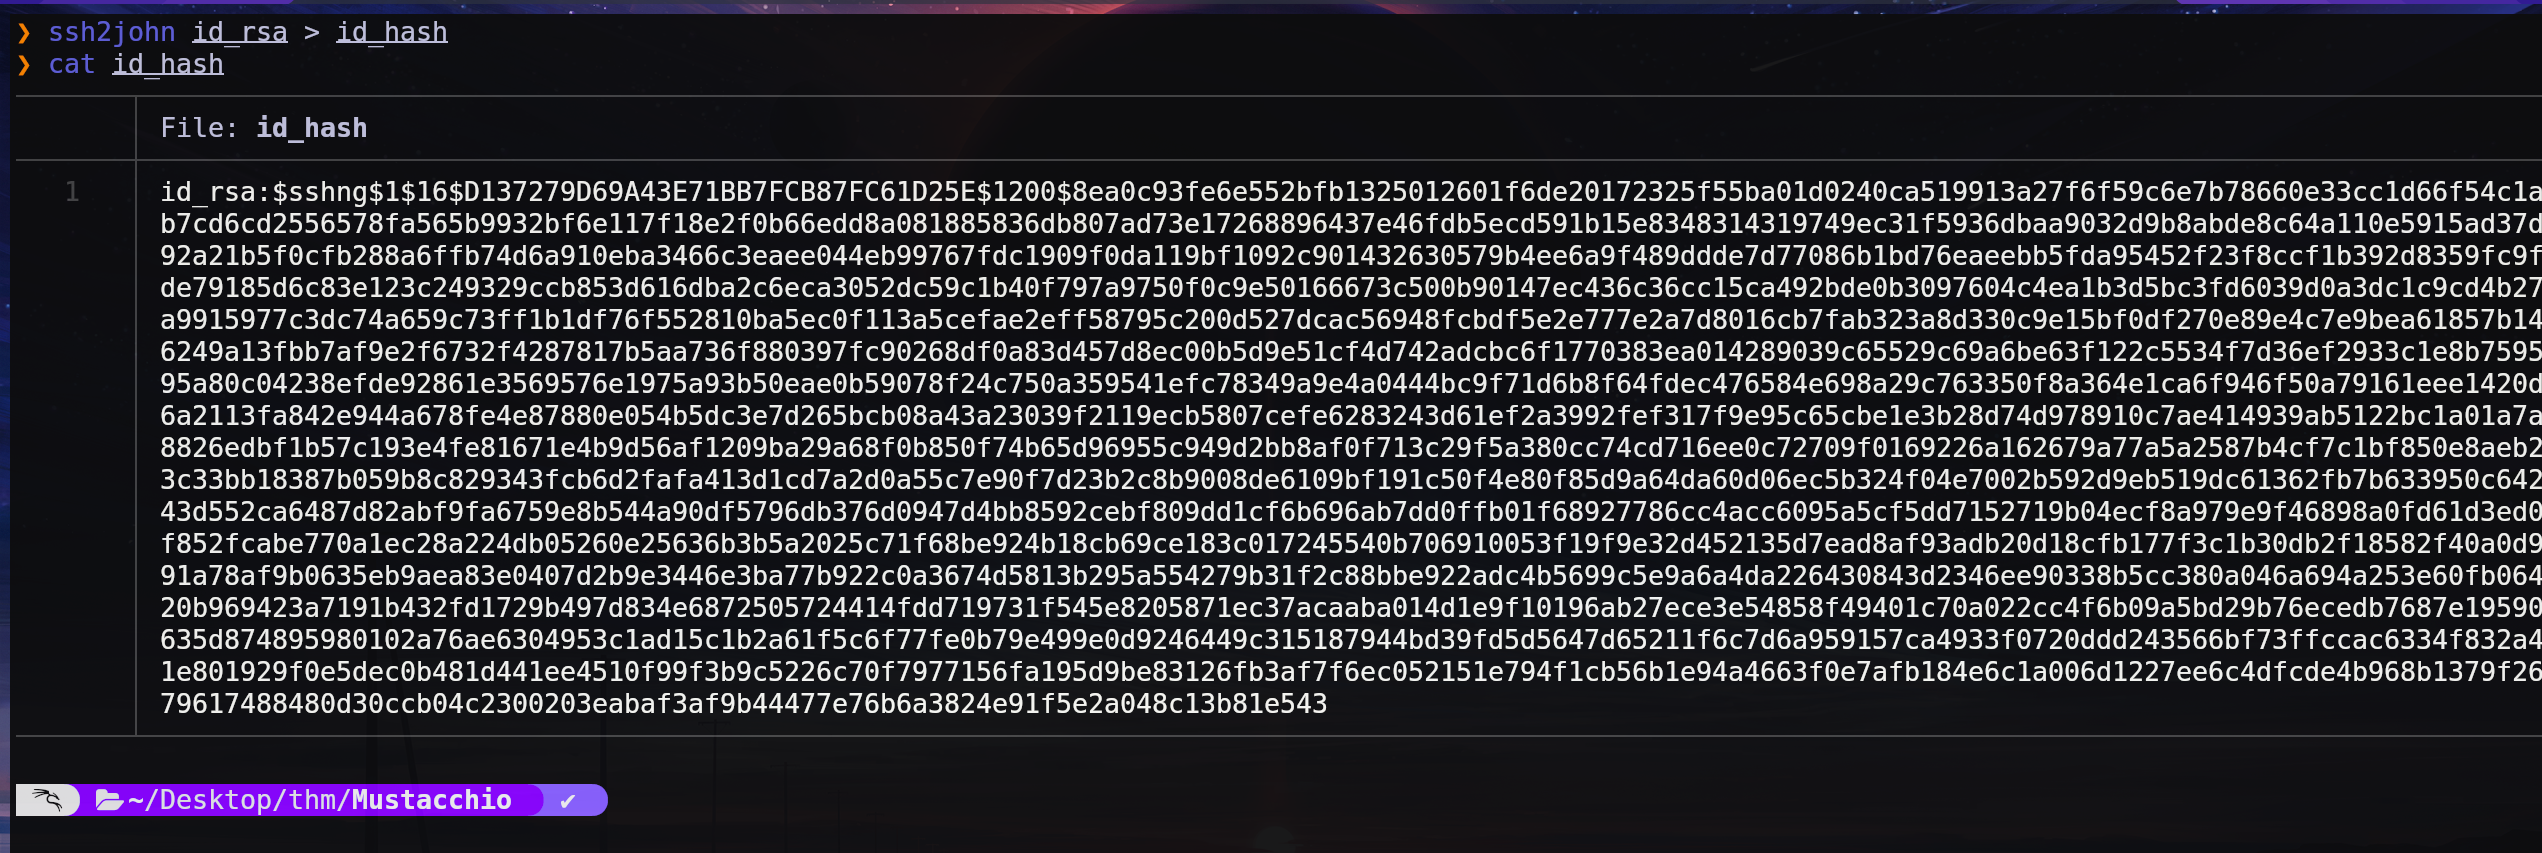 ❯ ssh2john id_rsa > id_hash
❯ cat id_hash
File: id_hash
1 id_rsa:$sshng$1$16$D137279D69A43E71BB7FCB87FC61D25E$1200$8ea0c93fe6e552bfb1325012601f6de20172325f55ba01d0240ca519913a27f6f59c6e7b78660e33cc1d66f54c1a
b7cd6cd2556578fa565b9932bf6e117f18e2f0b66edd8a081885836db807ad73e17268896437e46fdb5ecd591b15e8348314319749ec31f5936dbaa9032d9b8abde8c64a110e5915ad37d
92a21b5f0cfb288a6ffb74d6a910eba3466c3eaee044eb99767fdc1909f0da119bf1092c901432630579b4ee6a9f489ddde7d77086b1bd76eaeebb5fda95452f23f8ccf1b392d8359fc9f
de79185d6c83e123c249329ccb853d616dba2c6eca3052dc59c1b40f797a9750f0c9e50166673c500b90147ec436c36cc15ca492bde0b3097604c4ea1b3d5bc3fd6039d0a3dc1c9cd4b27
a9915977c3dc74a659c73ff1b1df76f552810ba5ec0f113a5cefae2eff58795c200d527dcac56948fcbdf5e2e777e2a7d8016cb7fab323a8d330c9e15bf0df270e89e4c7e9bea61857b14
6249a13fbb7af9e2f6732f4287817b5aa736f880397fc90268df0a83d457d8ec00b5d9e51cf4d742adcbc6f1770383ea014289039c65529c69a6be63f122c5534f7d36ef2933c1e8b7595
95a80c04238efde92861e3569576e1975a93b50eae0b59078f24c750a359541efc78349a9e4a0444bc9f71d6b8f64fdec476584e698a29c763350f8a364e1ca6f946f50a79161eee1420d
6a2113fa842e944a678fe4e87880e054b5dc3e7d265bcb08a43a23039f2119ecb5807cefe6283243d61ef2a3992fef317f9e95c65cbe1e3b28d74d978910c7ae414939ab5122bc1a01a7a
8826edbf1b57c193e4fe81671e4b9d56af1209ba29a68f0b850f74b65d96955c949d2bb8af0f713c29f5a380cc74cd716ee0c72709f0169226a162679a77a5a2587b4cf7c1bf850e8aeb2
3c33bb18387b059b8c829343fcb6d2fafa413d1cd7a2d0a55c7e90f7d23b2c8b9008de6109bf191c50f4e80f85d9a64da60d06ec5b324f04e7002b592d9eb519dc61362fb7b633950c642
43d552ca6487d82abf9fa6759e8b544a90df5796db376d0947d4bb8592cebf809dd1cf6b696ab7dd0ffb01f68927786cc4acc6095a5cf5dd7152719b04ecf8a979e9f46898a0fd61d3ed0
f852fcabe770a1ec28a224db05260e25636b3b5a2025c71f68be924b18cb69ce183c017245540b706910053f19f9e32d452135d7ead8af93adb20d18cfb177f3c1b30db2f18582f40a0d9
91a78af9b0635eb9aea83e0407d2b9e3446e3ba77b922c0a3674d5813b295a554279b31f2c88bbe922adc4b5699c5e9a6a4da226430843d2346ee90338b5cc380a046a694a253e60fb064
20b969423a7191b432fd1729b497d834e6872505724414fdd719731f545e8205871ec37acaaba014d1e9f10196ab27ece3e54858f49401c70a022cc4f6b09a5bd29b76ecedb7687e19590
635d874895980102a76ae6304953c1ad15c1b2a61f5c6f77fe0b79e499e0d9246449c315187944bd39fd5d5647d65211f6c7d6a959157ca4933f0720ddd243566bf73ffccac6334f832a4
1e801929f0e5dec0b481d441ee4510f99f3b9c5226c70f7977156fa195d9be83126fb3af7f6ec052151e794f1cb56b1e94a4663f0e7afb184e6c1a006d1227ee6c4dfcde4b968b1379f26
79617488480d30ccb04c2300203eabaf3af9b44477e76b6a3824e91f5e2a048c13b81e543
~/Desktop/thm/Mustacchio ✔